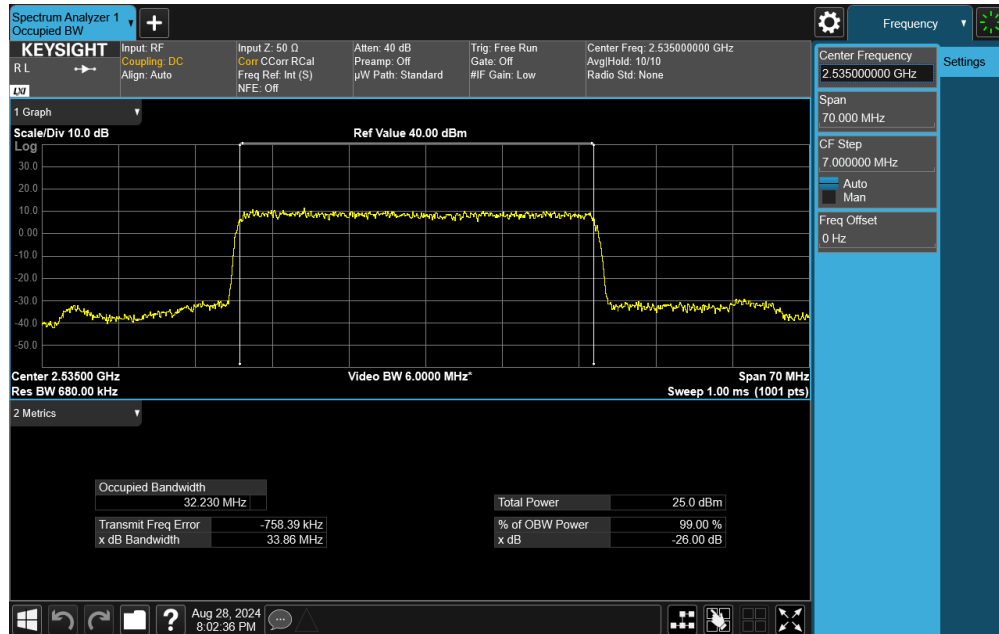 Spectrum Analyzer 1
Occupied BW
Frequency
KEYSIGHT
RL
LXI
Input: RF
Coupling: DC
Align: Auto
Input Z: 50 Ω
Corr CCorr RCal
Freq Ref: Int (S)
NFE: Off
Atten: 40 dB
Preamp: Off
µW Path: Standard
Trig: Free Run
Gate: Off
#IF Gain: Low
Center Freq: 2.535000000 GHz
Avg|Hold: 10/10
Radio Std: None
Center Frequency
2.535000000 GHz
Settings
Span
70.000 MHz
CF Step
7.000000 MHz
Auto
Man
Freq Offset
0 Hz
1 Graph
Scale/Div 10.0 dB
Ref Value 40.00 dBm
Log
30.0
20.0
10.0
0.00
-10.0
-20.0
-30.0
-40.0
-50.0
Center 2.53500 GHz
Video BW 6.0000 MHz*
Span 70 MHz
Res BW 680.00 kHz
Sweep 1.00 ms (1001 pts)
2 Metrics
Occupied Bandwidth
32.230 MHz
Transmit Freq Error -758.39 kHz
x dB Bandwidth 33.86 MHz
Total Power 25.0 dBm
% of OBW Power 99.00 %
x dB -26.00 dB
?
Aug 28, 2024
8:02:36 PM